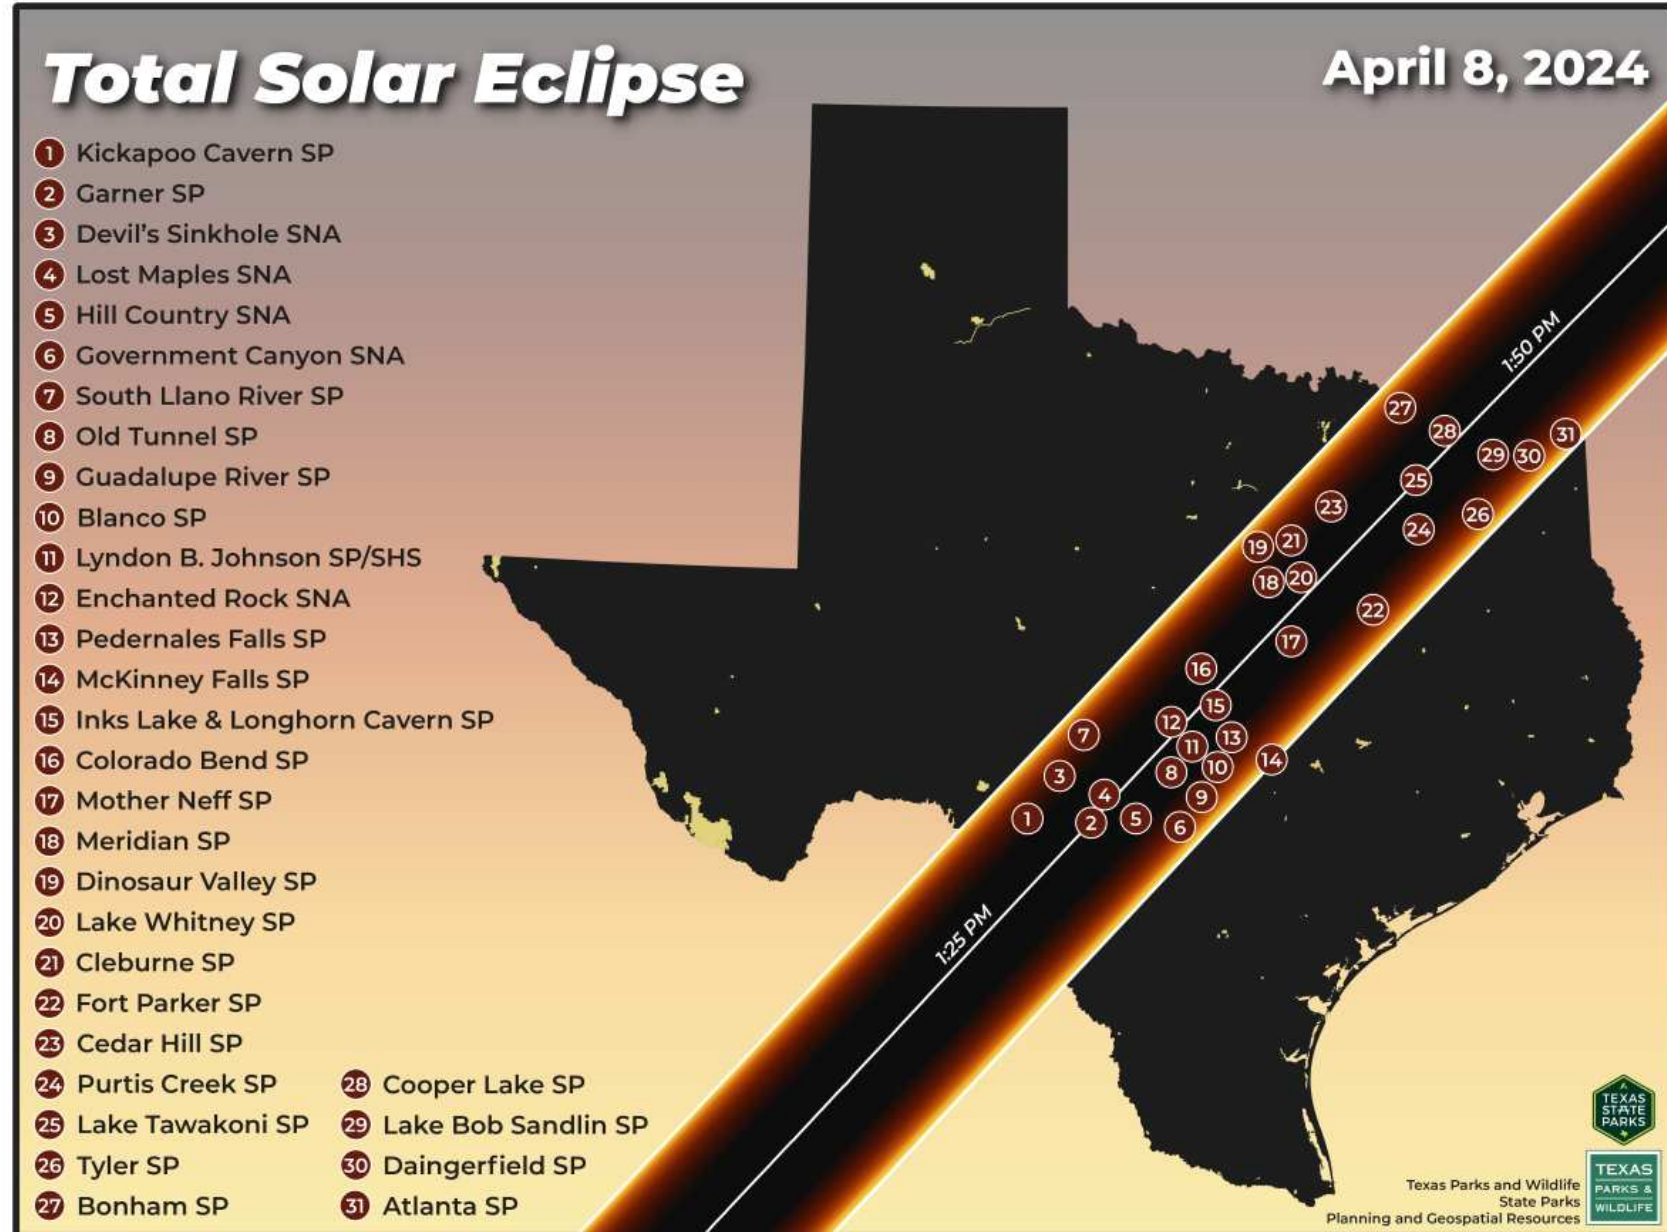 Total Solar Eclipse
April 8, 2024
1 Kickapoo Cavern SP
2 Garner SP
3 Devil's Sinkhole SNA
4 Lost Maples SNA
5 Hill Country SNA
6 Government Canyon SNA
7 South Llano River SP
8 Old Tunnel SP
9 Guadalupe River SP
10 Blanco SP
11 Lyndon B. Johnson SP/SHS
12 Enchanted Rock SNA
13 Pedernales Falls SP
14 McKinney Falls SP
15 Inks Lake & Longhorn Cavern SP
16 Colorado Bend SP
17 Mother Neff SP
18 Meridian SP
19 Dinosaur Valley SP
20 Lake Whitney SP
21 Cleburne SP
22 Fort Parker SP
23 Cedar Hill SP
24 Purtis Creek SP
25 Lake Tawakoni SP
26 Tyler SP
27 Bonham SP
28 Cooper Lake SP
29 Lake Bob Sandlin SP
30 Daingerfield SP
31 Atlanta SP
1:50 PM
27
28
31
29
30
25
23
26
24
19
21
18
20
22
17
16
15
12
7
13
11
14
10
8
3
4
9
1
2
5
6
1:25 PM
TEXAS
STATE
PARKS
Texas Parks and Wildlife
State Parks
Planning and Geospatial Resources
TEXAS
PARKS &
WILDLIFE